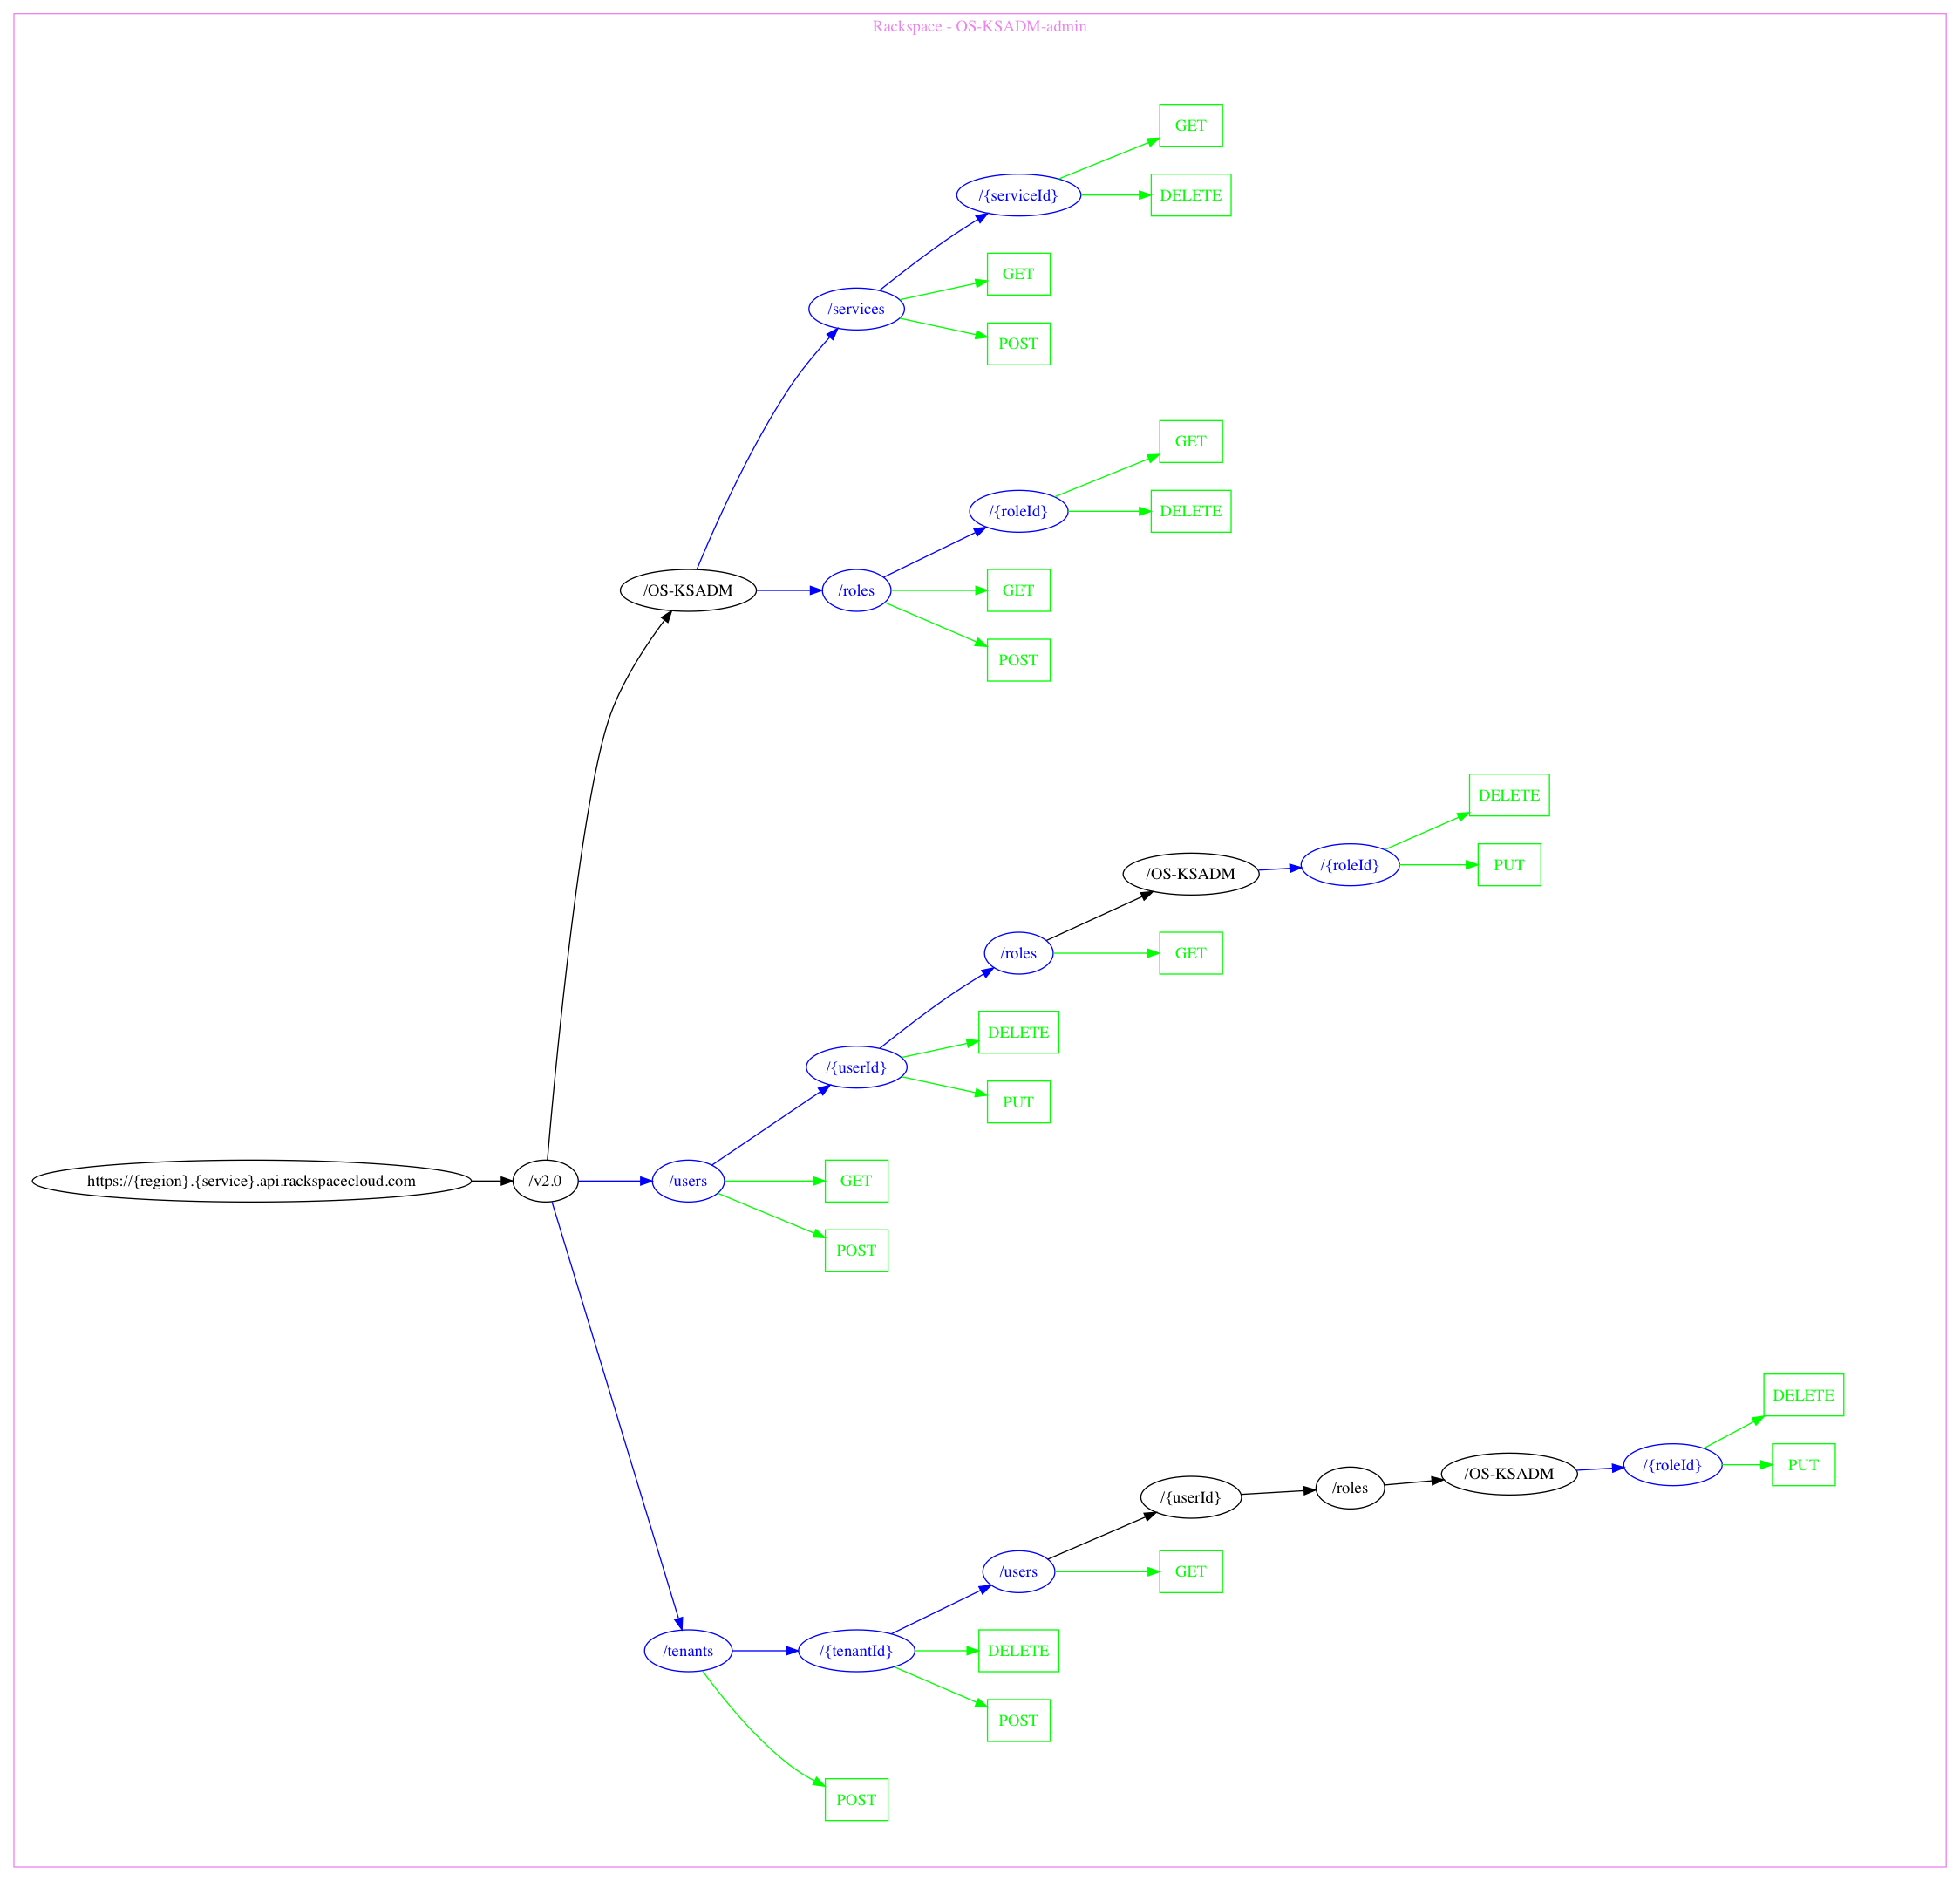 Rackspace - OS-KSADM-admin
GET
/{serviceId}
DELETE
GET
/services
POST
GET
/{roleId}
DELETE
/OS-KSADM
/roles
GET
POST
DELETE
/OS-KSADM
/{roleId}
PUT
/roles
GET
DELETE
/{userId}
PUT
https://{region}.{service}.api.rackspacecloud.com
/v2.0
/users
GET
POST
DELETE
/{userId}
/roles
/OS-KSADM
/{roleId}
PUT
/users
GET
/tenants
/{tenantId}
DELETE
POST
POST